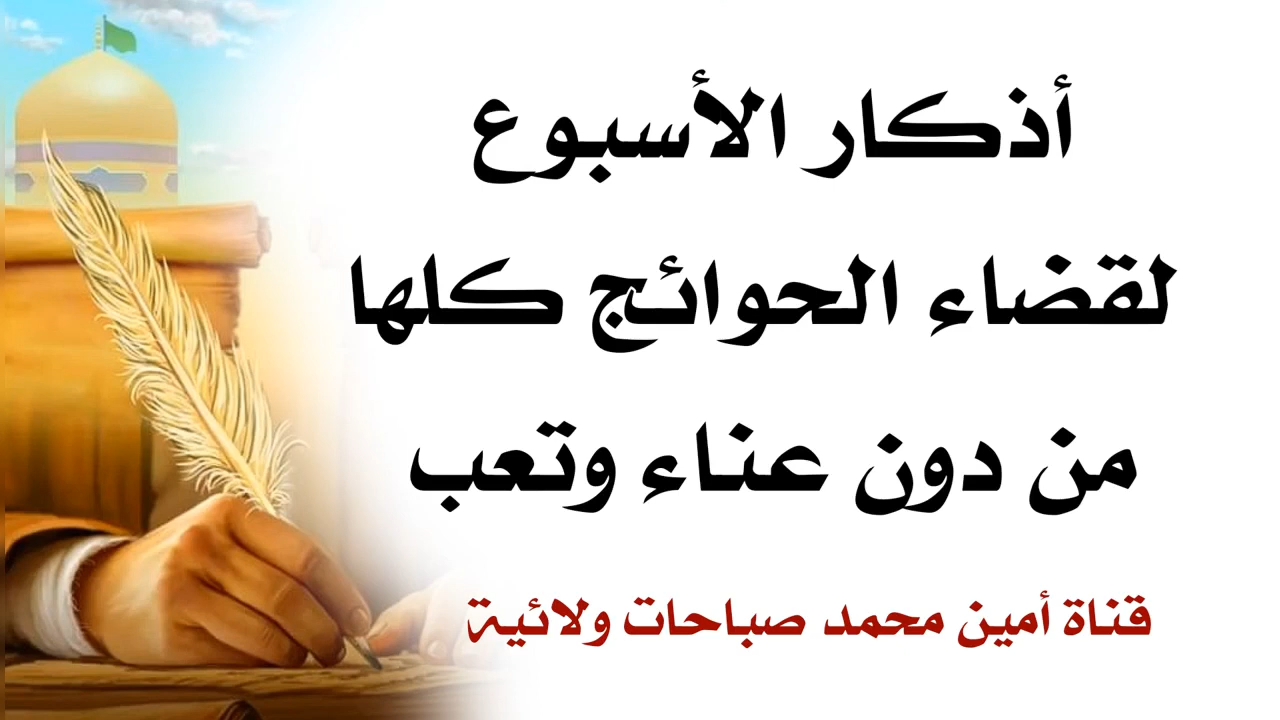 أذكار الأسبوع
لقضاء الحوائج كلها
من دون عناء وتعب
قناة أمين محمد صباحات ولائية